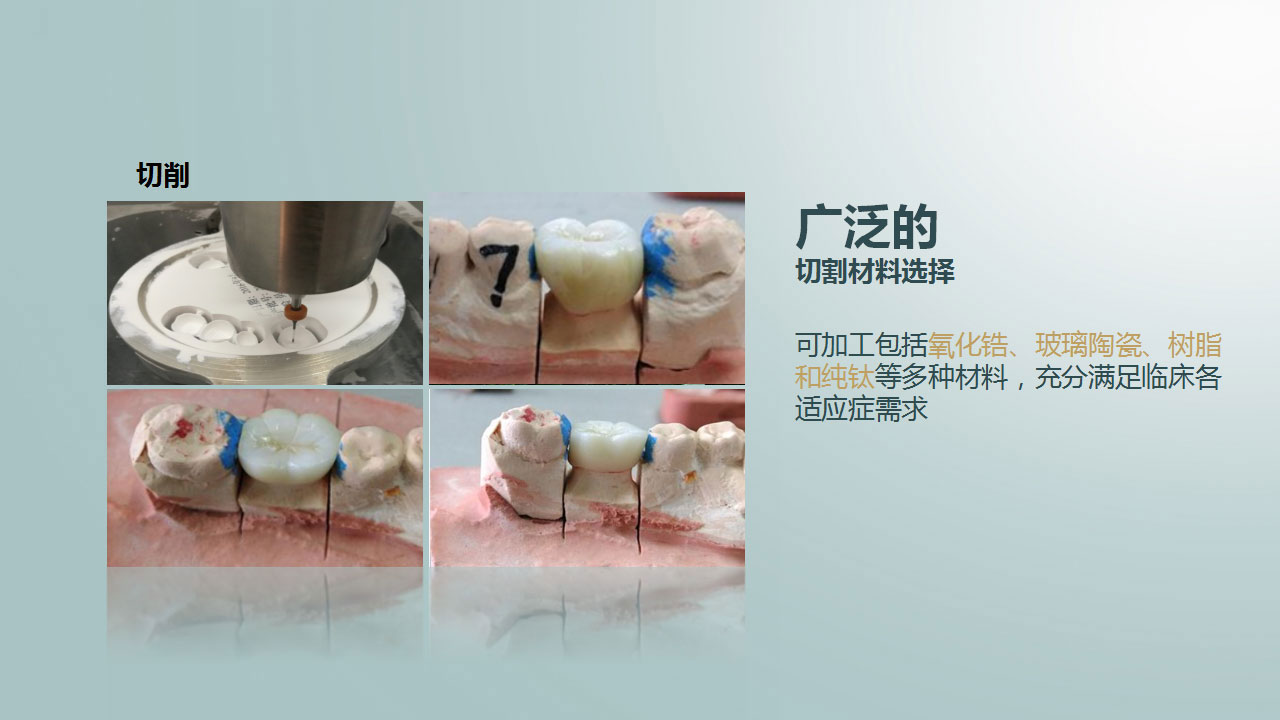 切削
7
广泛的
切割材料选择
可加工包括氧化锆、玻璃陶瓷、树脂
和纯钛等多种材料，充分满足临床各
适应症需求